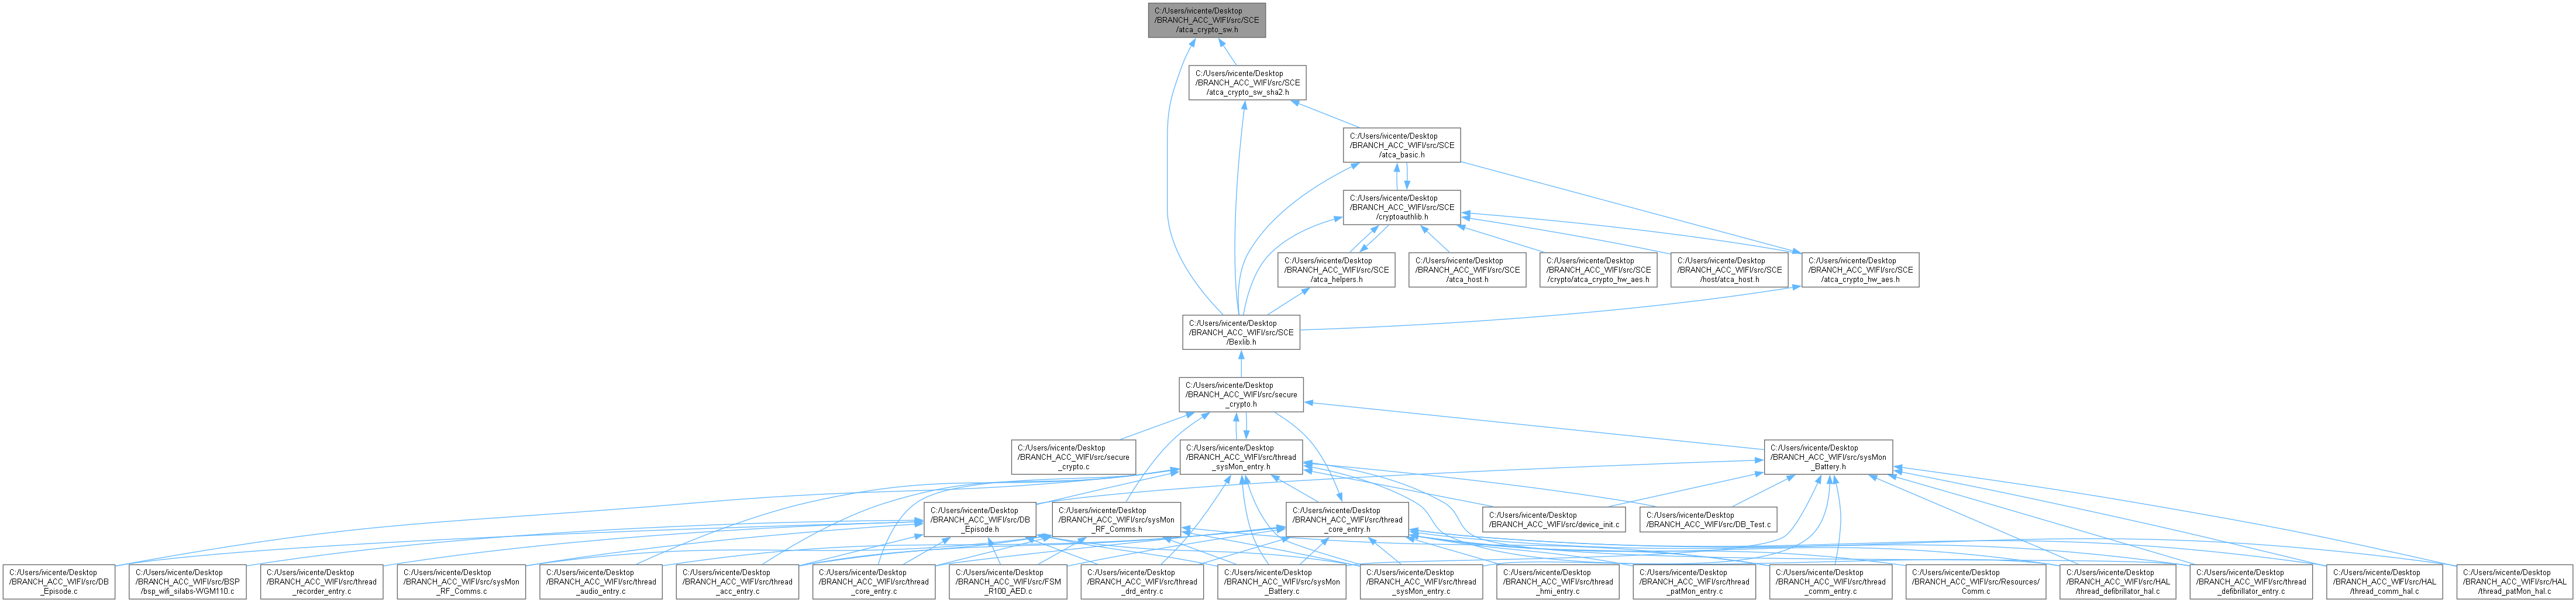 C:/Users/ivicente/Desktop
/BRANCH_ACC_WIFI/src/SCE
/atca_crypto_sw.h
C:/Users/ivicente/Desktop
/BRANCH_ACC_WIFI/src/SCE
/atca_crypto_sw_sha2.h
C:/Users/ivicente/Desktop
/BRANCH_ACC_WIFI/src/SCE
/atca_basic.h
C:/Users/ivicente/Desktop
/BRANCH_ACC_WIFI/src/SCE
/cryptoauthlib.h
C:/Users/ivicente/Desktop
/BRANCH_ACC_WIFI/src/SCE
/atca_helpers.h
C:/Users/ivicente/Desktop
/BRANCH_ACC_WIFI/src/SCE
/atca_host.h
C:/Users/ivicente/Desktop
/BRANCH_ACC_WIFI/src/SCE
/crypto/atca_crypto_hw_aes.h
C:/Users/ivicente/Desktop
/BRANCH_ACC_WIFI/src/SCE
/host/atca_host.h
C:/Users/ivicente/Desktop
/BRANCH_ACC_WIFI/src/SCE
/atca_crypto_hw_aes.h
C:/Users/ivicente/Desktop
/BRANCH_ACC_WIFI/src/SCE
/Bexlib.h
C:/Users/ivicente/Desktop
/BRANCH_ACC_WIFI/src/secure
_crypto.h
C:/Users/ivicente/Desktop
/BRANCH_ACC_WIFI/src/secure
_crypto.c
C:/Users/ivicente/Desktop
/BRANCH_ACC_WIFI/src/thread
_sysMon_entry.h
C:/Users/ivicente/Desktop
/BRANCH_ACC_WIFI/src/sysMon
_Battery.h
C:/Users/ivicente/Desktop
/BRANCH_ACC_WIFI/src/DB
_Episode.h
C:/Users/ivicente/Desktop
/BRANCH_ACC_WIFI/src/sysMon
_RF_Comms.h
C:/Users/ivicente/Desktop
/BRANCH_ACC_WIFI/src/thread
_core_entry.h
C:/Users/ivicente/Desktop
/BRANCH_ACC_WIFI/src/device_init.c
C:/Users/ivicente/Desktop
/BRANCH_ACC_WIFI/src/DB_Test.c
C:/Users/ivicente/Desktop
/BRANCH_ACC_WIFI/src/DB
_Episode.c
C:/Users/ivicente/Desktop
/BRANCH_ACC_WIFI/src/BSP
/bsp_wifi_silabs-WGM110.c
C:/Users/ivicente/Desktop
/BRANCH_ACC_WIFI/src/thread
_recorder_entry.c
C:/Users/ivicente/Desktop
/BRANCH_ACC_WIFI/src/sysMon
_RF_Comms.c
C:/Users/ivicente/Desktop
/BRANCH_ACC_WIFI/src/thread
_audio_entry.c
C:/Users/ivicente/Desktop
/BRANCH_ACC_WIFI/src/thread
_acc_entry.c
C:/Users/ivicente/Desktop
/BRANCH_ACC_WIFI/src/thread
_core_entry.c
C:/Users/ivicente/Desktop
/BRANCH_ACC_WIFI/src/FSM
_R100_AED.c
C:/Users/ivicente/Desktop
/BRANCH_ACC_WIFI/src/thread
_drd_entry.c
C:/Users/ivicente/Desktop
/BRANCH_ACC_WIFI/src/sysMon
_Battery.c
C:/Users/ivicente/Desktop
/BRANCH_ACC_WIFI/src/thread
_sysMon_entry.c
C:/Users/ivicente/Desktop
/BRANCH_ACC_WIFI/src/thread
_hmi_entry.c
C:/Users/ivicente/Desktop
/BRANCH_ACC_WIFI/src/thread
_patMon_entry.c
C:/Users/ivicente/Desktop
/BRANCH_ACC_WIFI/src/thread
_comm_entry.c
C:/Users/ivicente/Desktop
/BRANCH_ACC_WIFI/src/Resources/
Comm.c
C:/Users/ivicente/Desktop
/BRANCH_ACC_WIFI/src/HAL
/thread_defibrillator_hal.c
C:/Users/ivicente/Desktop
/BRANCH_ACC_WIFI/src/thread
_defibrillator_entry.c
C:/Users/ivicente/Desktop
/BRANCH_ACC_WIFI/src/HAL
/thread_comm_hal.c
C:/Users/ivicente/Desktop
/BRANCH_ACC_WIFI/src/HAL
/thread_patMon_hal.c